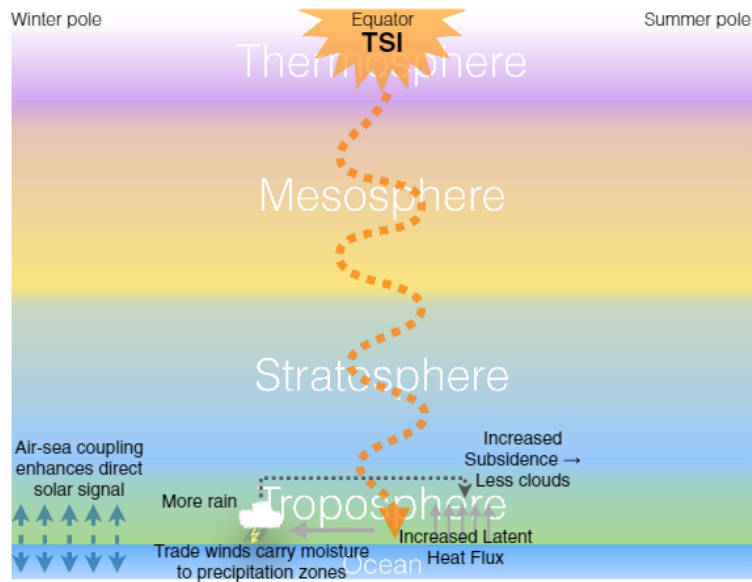 Winter pole
Equator
TSI
Summer pole
Thermosphere
Mesosphere
Stratosphere
Air-sea coupling
enhances direct
solar signal
Increased
Subsidence →
Less clouds
More rain
Troposphere
Trade winds carry moisture
to precipitation zones
Increased Latent
Heat Flux
Ocean